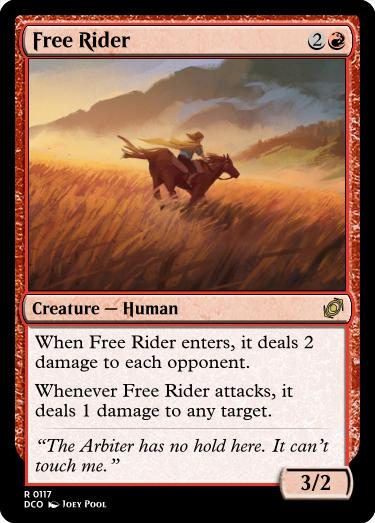 Free Rider 2
Creature — Human
When Free Rider enters, it deals 2
damage to each opponent.
Whenever Free Rider attacks, it
deals 1 damage to any target.
“The Arbiter has no hold here. It can’t
touch me.”
3/2
R 0117
DCO Joey Pool